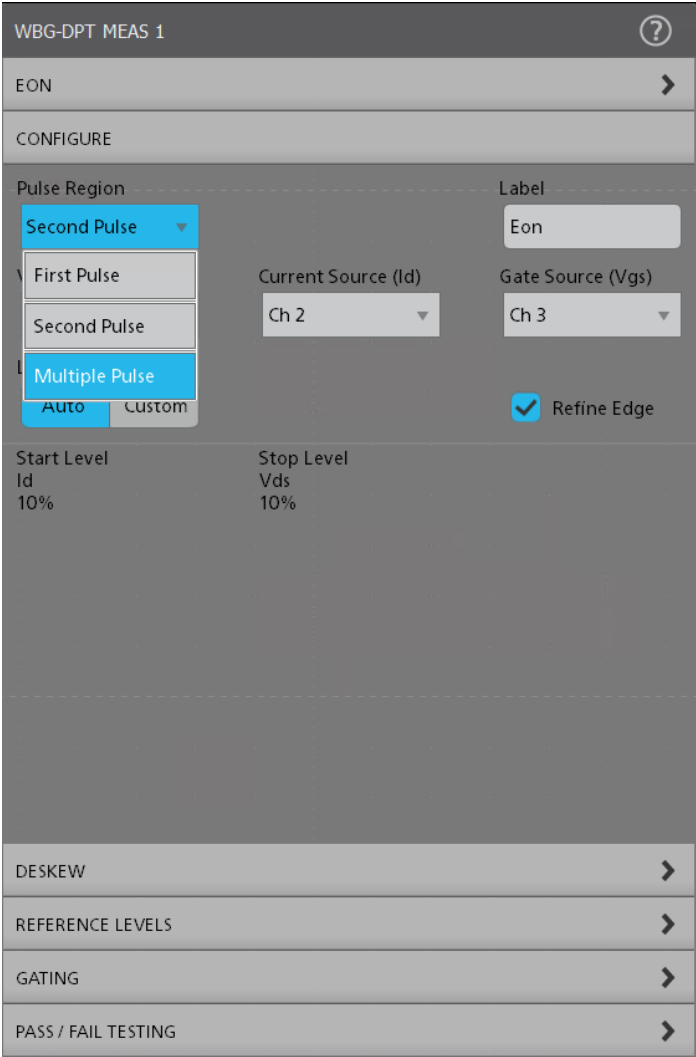 WBG-DPT MEAS 1
?
EON
CONFIGURE
Pulse Region
Label
Second Pulse
Eon
First Pulse
Current Source (Id)
Gate Source (Vgs)
Second Pulse
Ch 2
Ch 3
Multiple Pulse
Auto
Custom
Refine Edge
Start Level
Stop Level
Id
Vds
10%
10%
DESKEW
REFERENCE LEVELS
GATING
PASS / FAIL TESTING